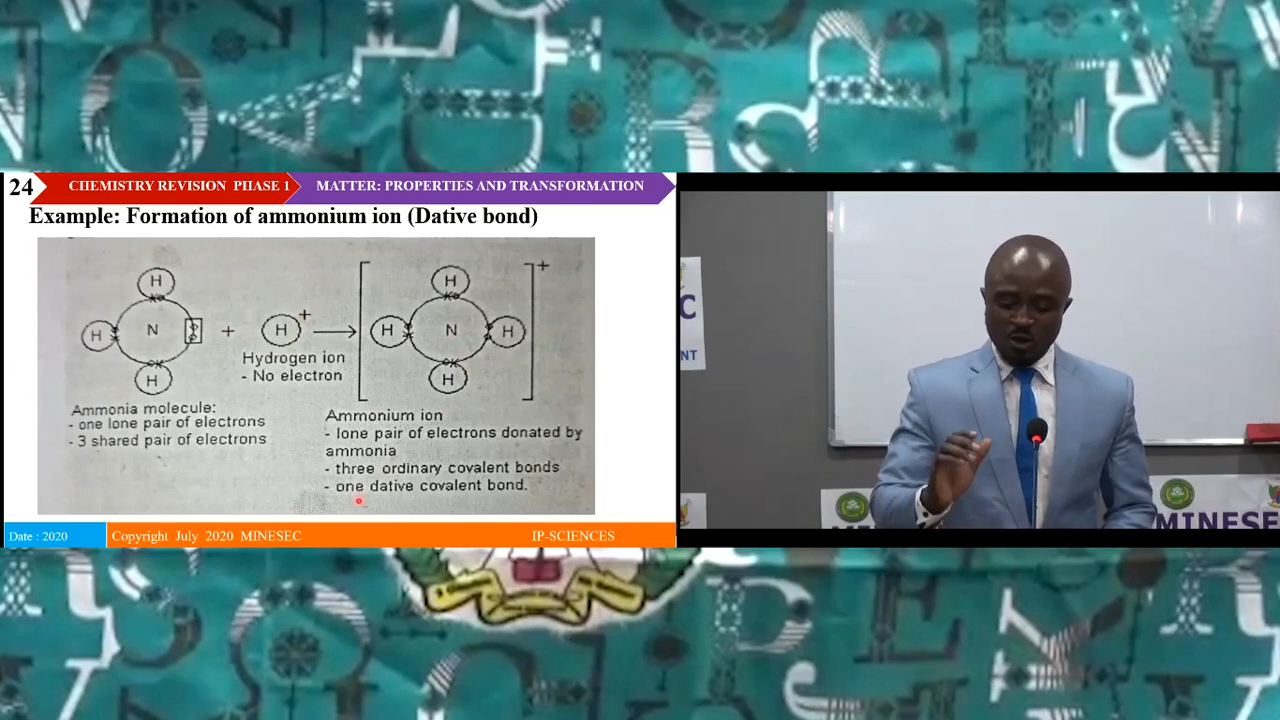 24
CHEMISTRY REVISION PHASE 1
MATTER: PROPERTIES AND TRANSFORMATION
Example: Formation of ammonium ion (Dative bond)
H
H
N
H
+
H
+
H
H
N
H
H
+
Hydrogen ion
- No electron
Ammonia molecule:
- one lone pair of electrons
- 3 shared pair of electrons
Ammonium ion
- lone pair of electrons donated by
ammonia
- three ordinary covalent bonds
- one dative covalent bond.
Date : 2020
Copyright July 2020 MINESEC
IP-SCIENCES
C
NT
MINESE